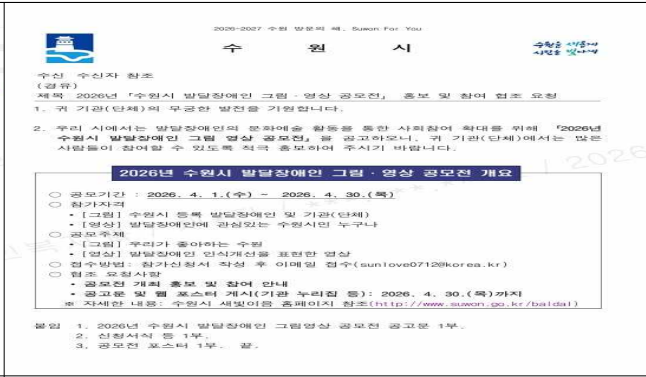 2026-2027 수원 방문의 해, Suwon For You
수 원 시
수원을 새롭게
시민을 빛나게
수신 수신자 참조
(경유)
제목 2026년 「수원시 발달장애인 그림·영상 공모전」 홍보 및 참여 협조 요청
1. 귀 기관(단체)의 무궁한 발전을 기원합니다.
2. 우리 시에서는 발달장애인의 문화예술 활동을 통한 사회참여 확대를 위해 「2026년
수원시 발달장애인 그림 영상 공모전」을 공고하오니, 귀 기관(단체)에서는 많은
사람들이 참여할 수 있도록 적극 홍보하여 주시기 바랍니다.
2026년 수원시 발달장애인 그림·영상 공모전 개요
○ 공모기간 : 2026. 4. 1.(수) ~ 2026. 4. 30.(목)
○ 참가자격
• [그림] 수원시 등록 발달장애인 및 기관(단체)
• [영상] 발달장애인에 관심있는 수원시민 누구나
○ 공모주제
• [그림] 우리가 좋아하는 수원
• [영상] 발달장애인 인식개선을 표현한 영상
○ 접수방법: 참가신청서 작성 후 이메일 접수(sunlove0712@korea.kr)
○ 협조 요청사항
• 공모전 개최 홍보 및 참여 안내
• 공고문 및 웹 포스터 게시(기관 누리집 등): 2026. 4. 30.(목)까지
※ 자세한 내용: 수원시 새빛이음 홈페이지 참조(http://www.suwon.go.kr/baldal)
붙임 1. 2026년 수원시 발달장애인 그림영상 공모전 공고문 1부.
2. 신청서식 등 1부.
3. 공모전 포스터 1부. 끝.